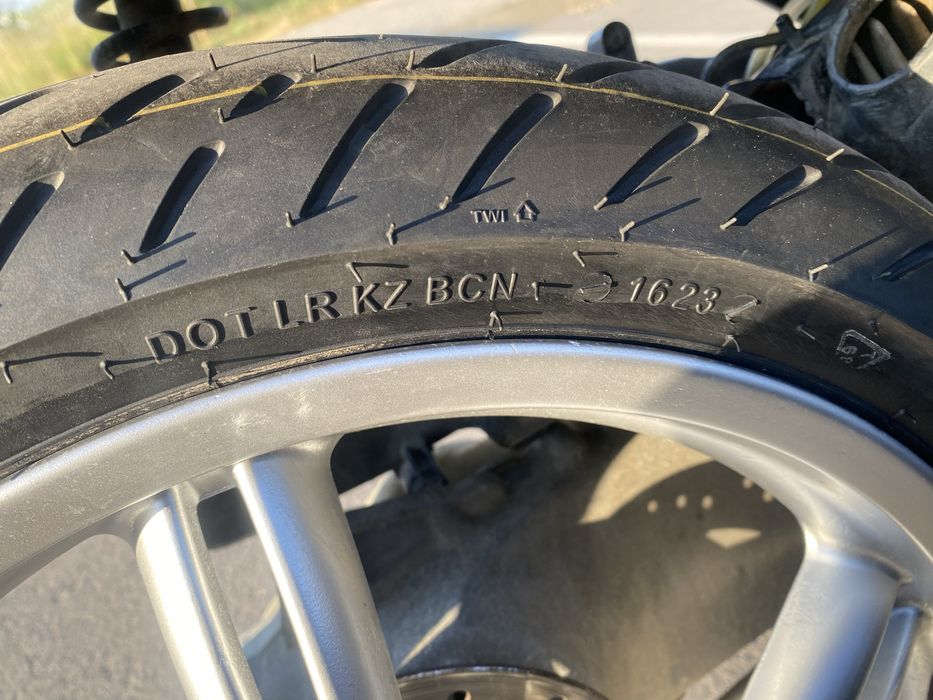 TWI
DOT LR KZ BCN 1623